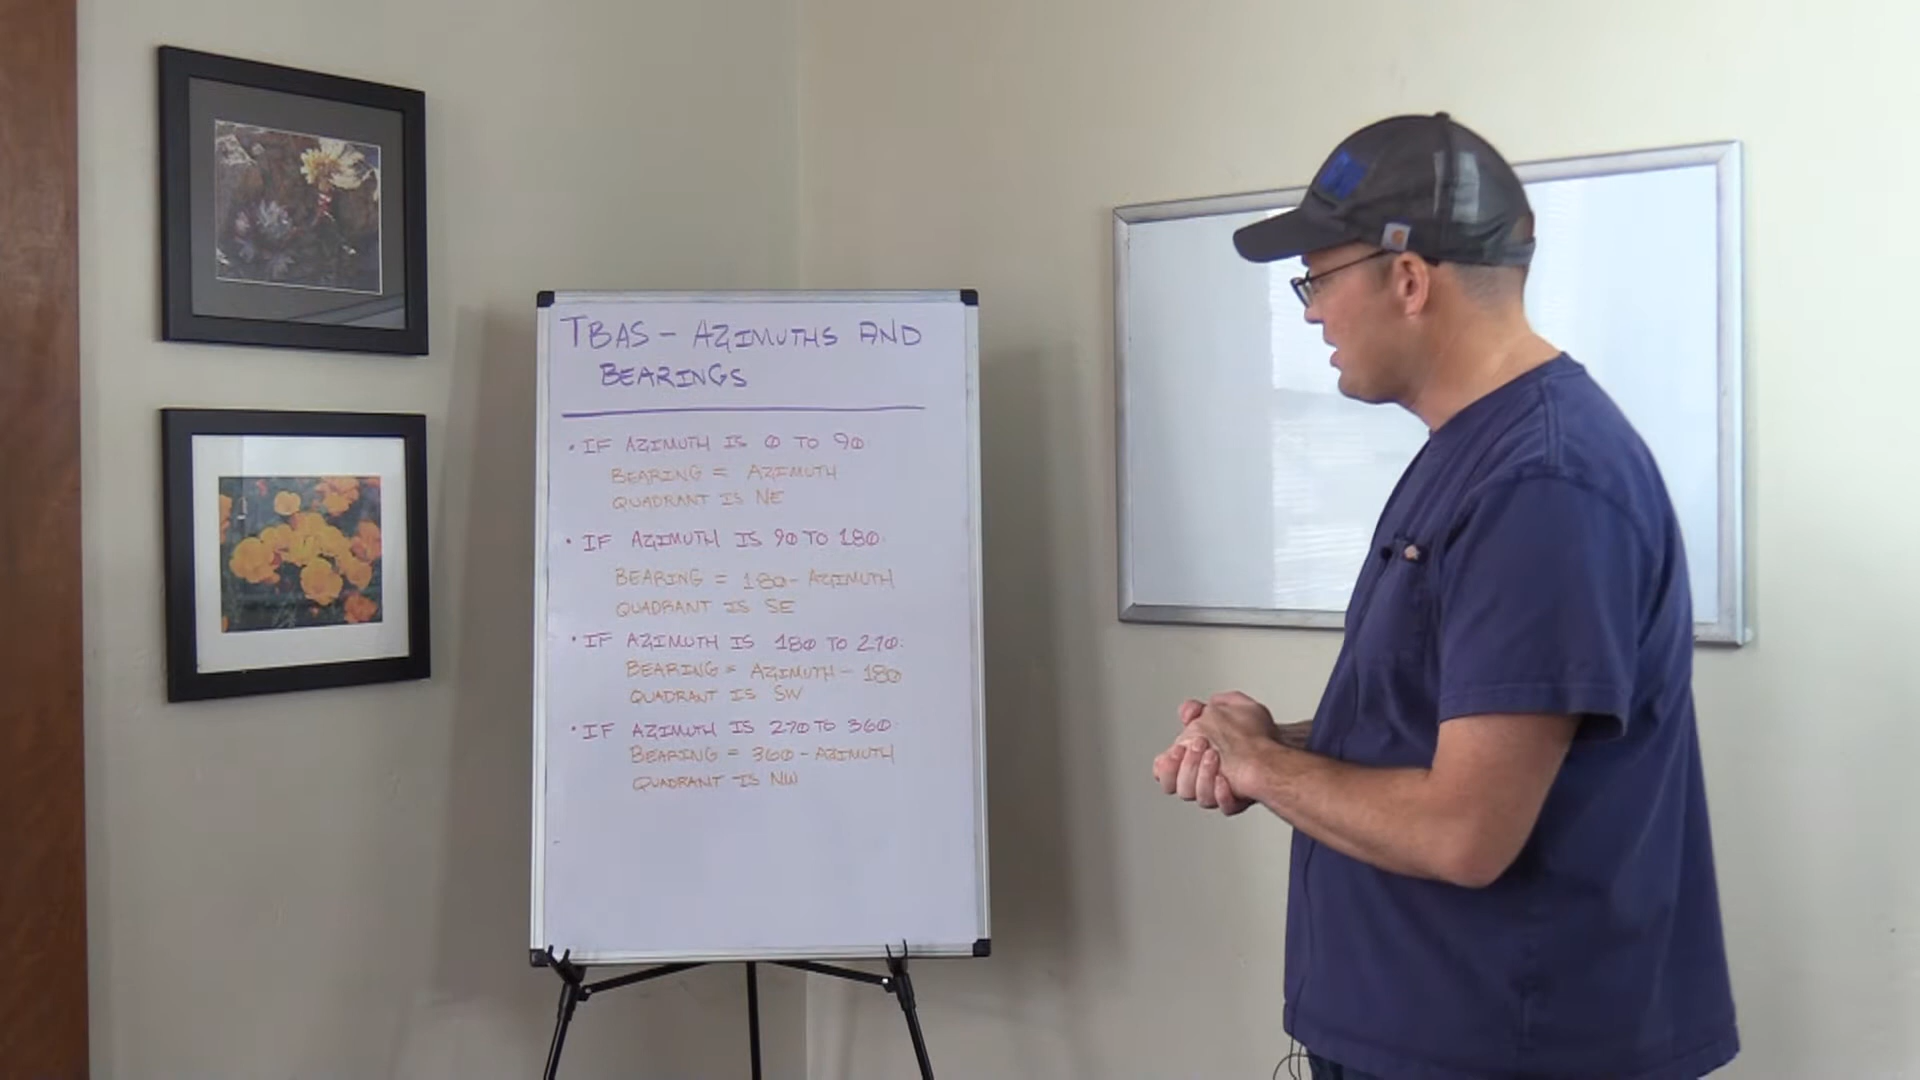 TBAS - AZIMUTHS AND
BEARINGS
• IF AZIMUTH IS 0 TO 90:
BEARING = AZIMUTH
QUADRANT IS NE
• IF AZIMUTH IS 90 TO 180:
BEARING = 180 - AZIMUTH
QUADRANT IS SE
• IF AZIMUTH IS 180 TO 270:
BEARING = AZIMUTH - 180
QUADRANT IS SW
• IF AZIMUTH IS 270 TO 360:
BEARING = 360 - AZIMUTH
QUADRANT IS NW